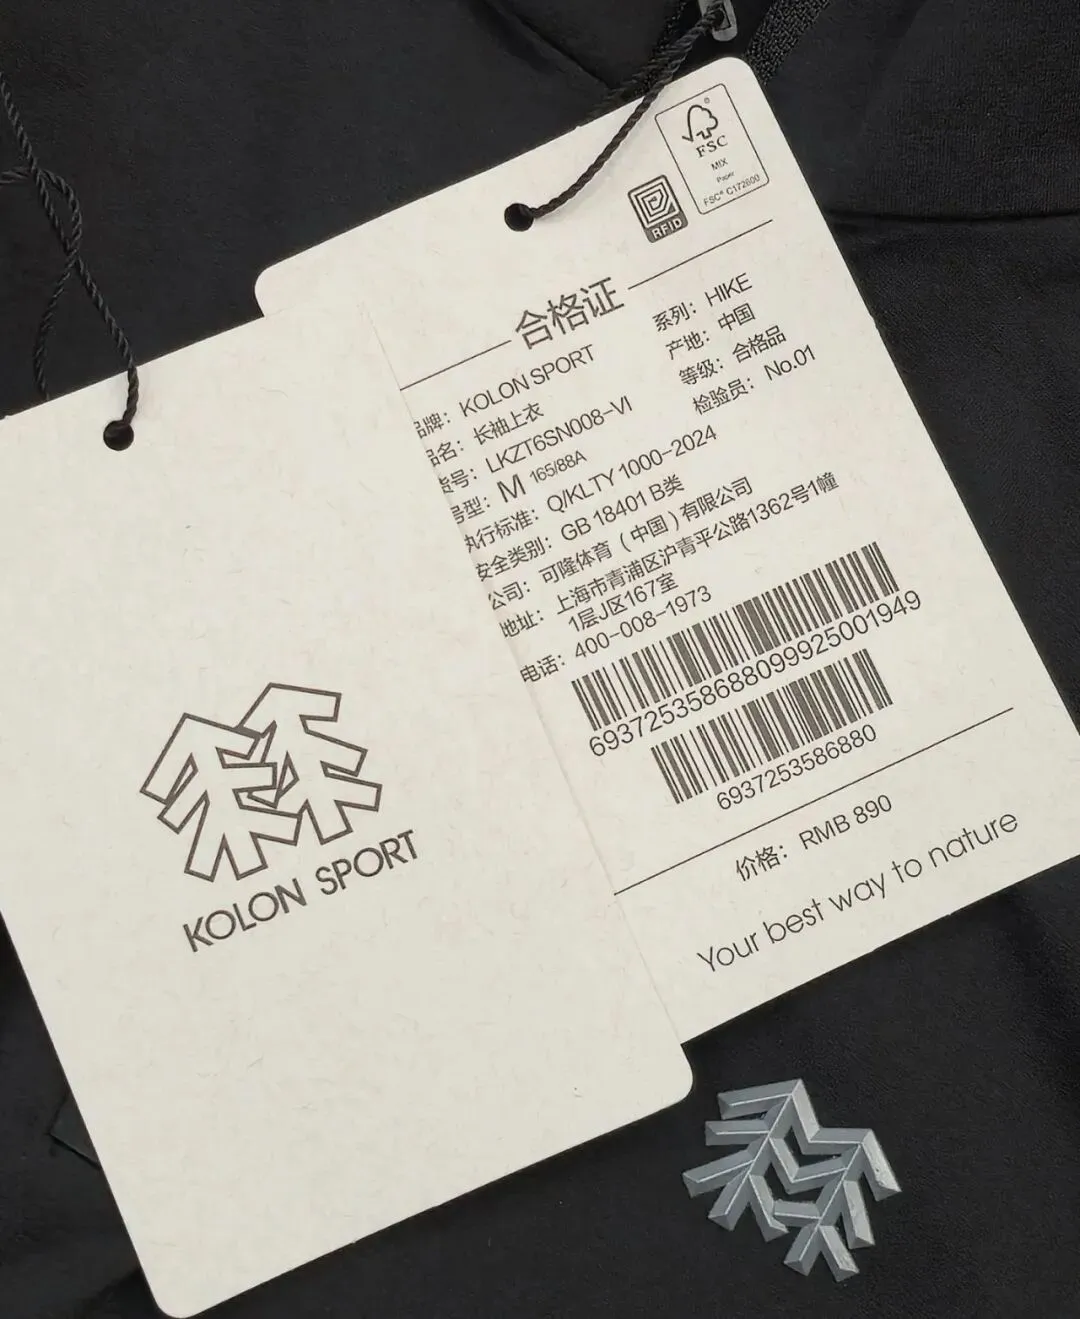 FSC
MIX
Paper
FSC® C172600
RFID
合格证
品牌：KOLON SPORT
系列：HIKE
品名：长袖上衣
产地：中国
货号：LKZT6SN008-VI
等级：合格品
号型：M 165/88A
检验员：No.01
执行标准：Q/KLTY 1000-2024
安全类别：GB 18401 B类
公司：可隆体育（中国）有限公司
地址：上海市青浦区沪青平公路1362号1幢
1层J区167室
电话：400-008-1973
69372535868809992500​1949
6937253586880
价格：RMB 890
Your best way to nature
KOLON SPORT